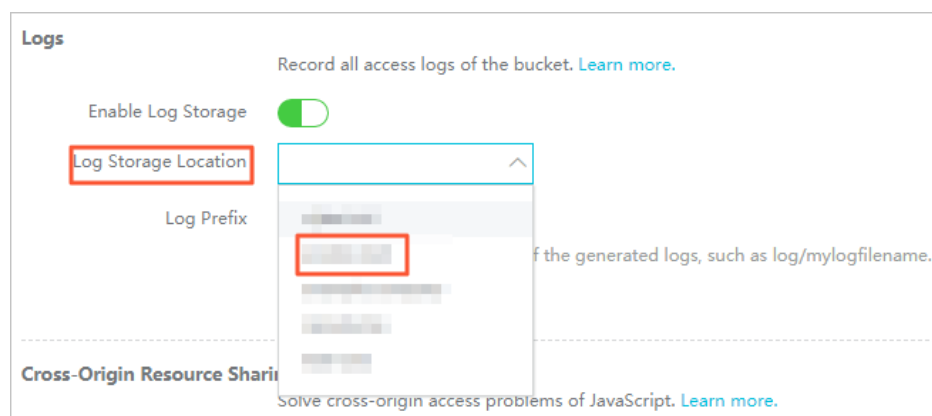 Logs
Record all access logs of the bucket. Learn more.
Enable Log Storage
Log Storage Location
Log Prefix
f the generated logs, such as log/mylogfilename.
Cross-Origin Resource Sharin
Solve cross-origin access problems of JavaScript. Learn more.